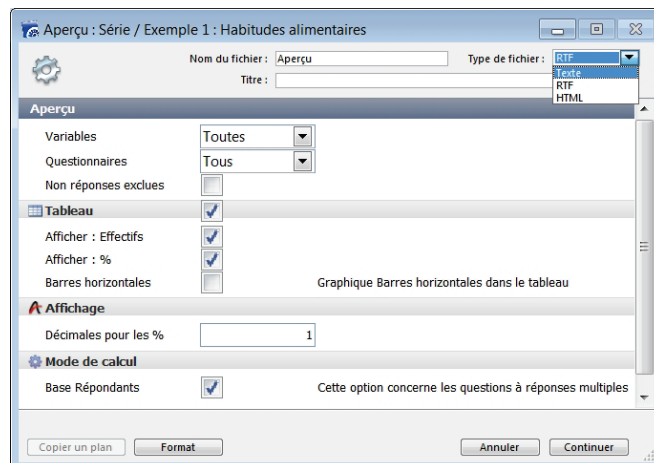 Aperçu : Série / Exemple 1 : Habitudes alimentaires
Nom du fichier : Aperçu Type de fichier : RTF
Texte
RTF
HTML
Titre :
Aperçu
Variables Toutes
Questionnaires Tous
Non réponses exclues
Tableau
Afficher : Effectifs
Afficher : %
Barres horizontales Graphique Barres horizontales dans le tableau
Affichage
Décimales pour les % 1
Mode de calcul
Base Répondants Cette option concerne les questions à réponses multiples
Copier un plan Format Annuler Continuer